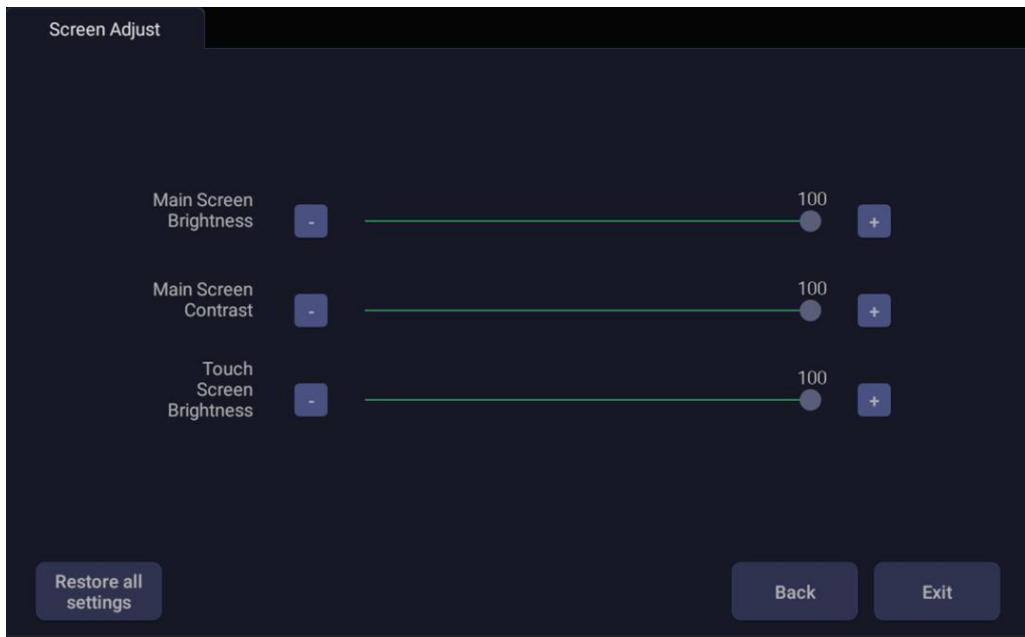 Screen Adjust
Main Screen
Brightness
-
100
+
Main Screen
Contrast
-
100
+
Touch
Screen
Brightness
-
100
+
Restore all
settings
Back
Exit